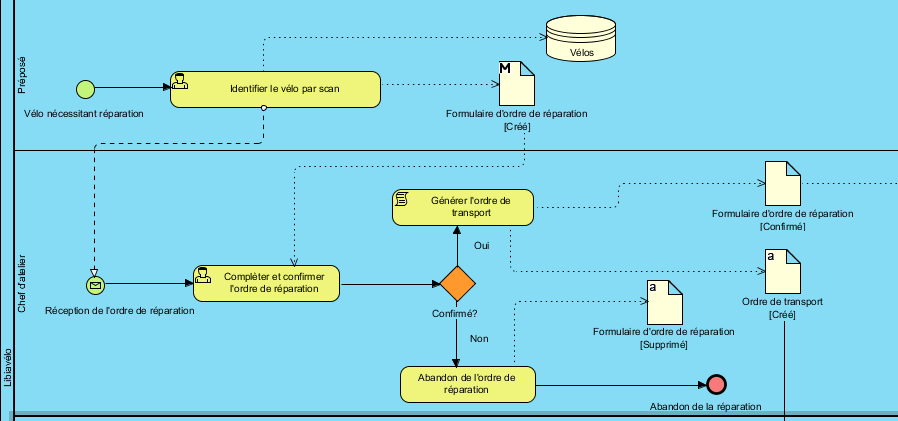 Préposé
Vélos
Identifier le vélo par scan
M
Vélo nécessitant réparation
Formulaire d'ordre de réparation
[Créé]
Libiavélo
Chef d'atelier
Générer l'ordre de
transport
Formulaire d'ordre de réparation
[Confirmé]
Oui
a
Compléter et confirmer
l'ordre de réparation
Réception de l'ordre de réparation
Confirmé?
a
Ordre de transport
[Créé]
Formulaire d'ordre de réparation
[Supprimé]
Non
Abandon de l'ordre de
réparation
Abandon de la réparation